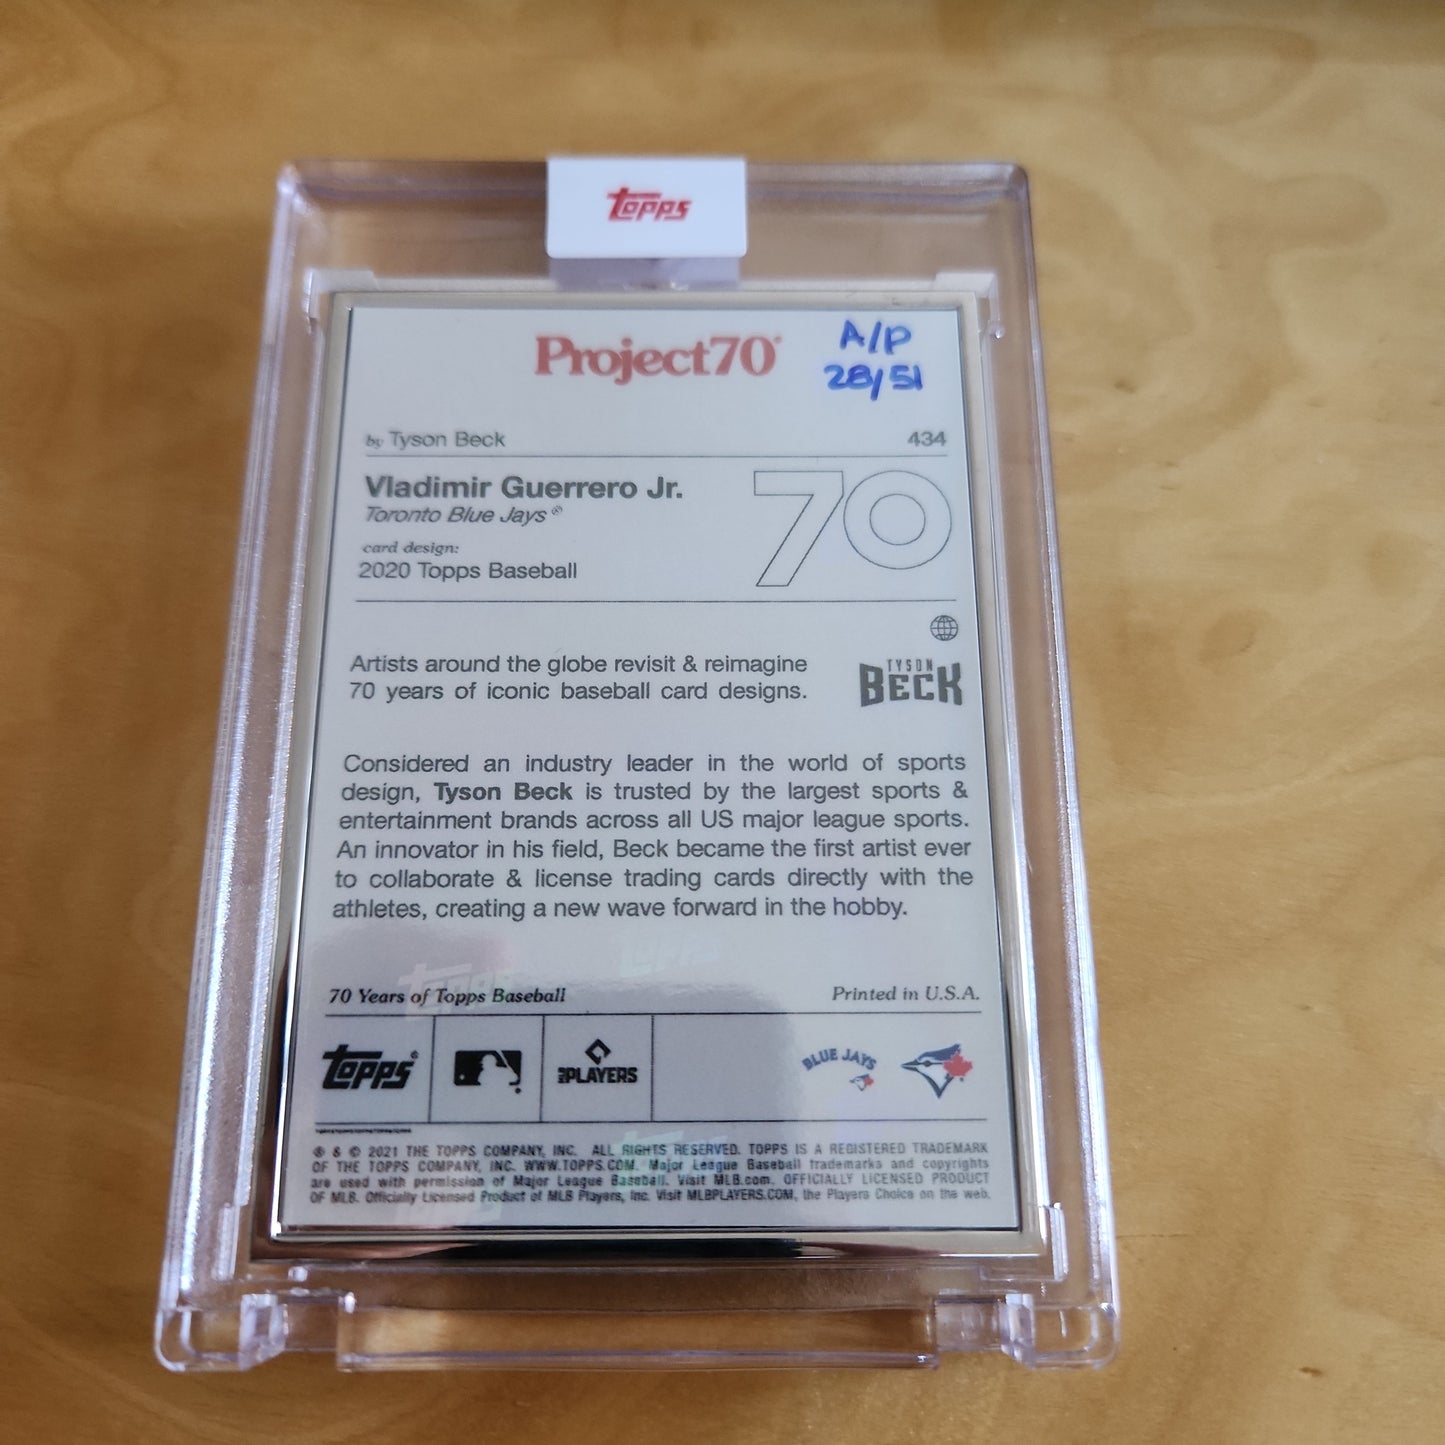 topps
Project70®
A/P
28/51
by Tyson Beck
434
Vladimir Guerrero Jr.
Toronto Blue Jays®
70
card design:
2020 Topps Baseball
Artists around the globe revisit & reimagine
70 years of iconic baseball card designs.
TYSON
BECK
Considered an industry leader in the world of sports
design, Tyson Beck is trusted by the largest sports &
entertainment brands across all US major league sports.
An innovator in his field, Beck became the first artist ever
to collaborate & license trading cards directly with the
athletes, creating a new wave forward in the hobby.
topps
topps
70 Years of Topps Baseball
Printed in U.S.A.
topps®
MLBPLAYERS
BLUE JAYS
® & © 2021 THE TOPPS COMPANY, INC. ALL RIGHTS RESERVED. TOPPS IS A REGISTERED TRADEMARK
OF THE TOPPS COMPANY, INC. WWW.TOPPS.COM. Major League Baseball trademarks and copyrights
are used with permission of Major League Baseball. Visit MLB.com. OFFICIALLY LICENSED PRODUCT
OF MLB. Officially Licensed Product of MLB Players, Inc. Visit MLBPLAYERS.COM, the Players Choice on the web.